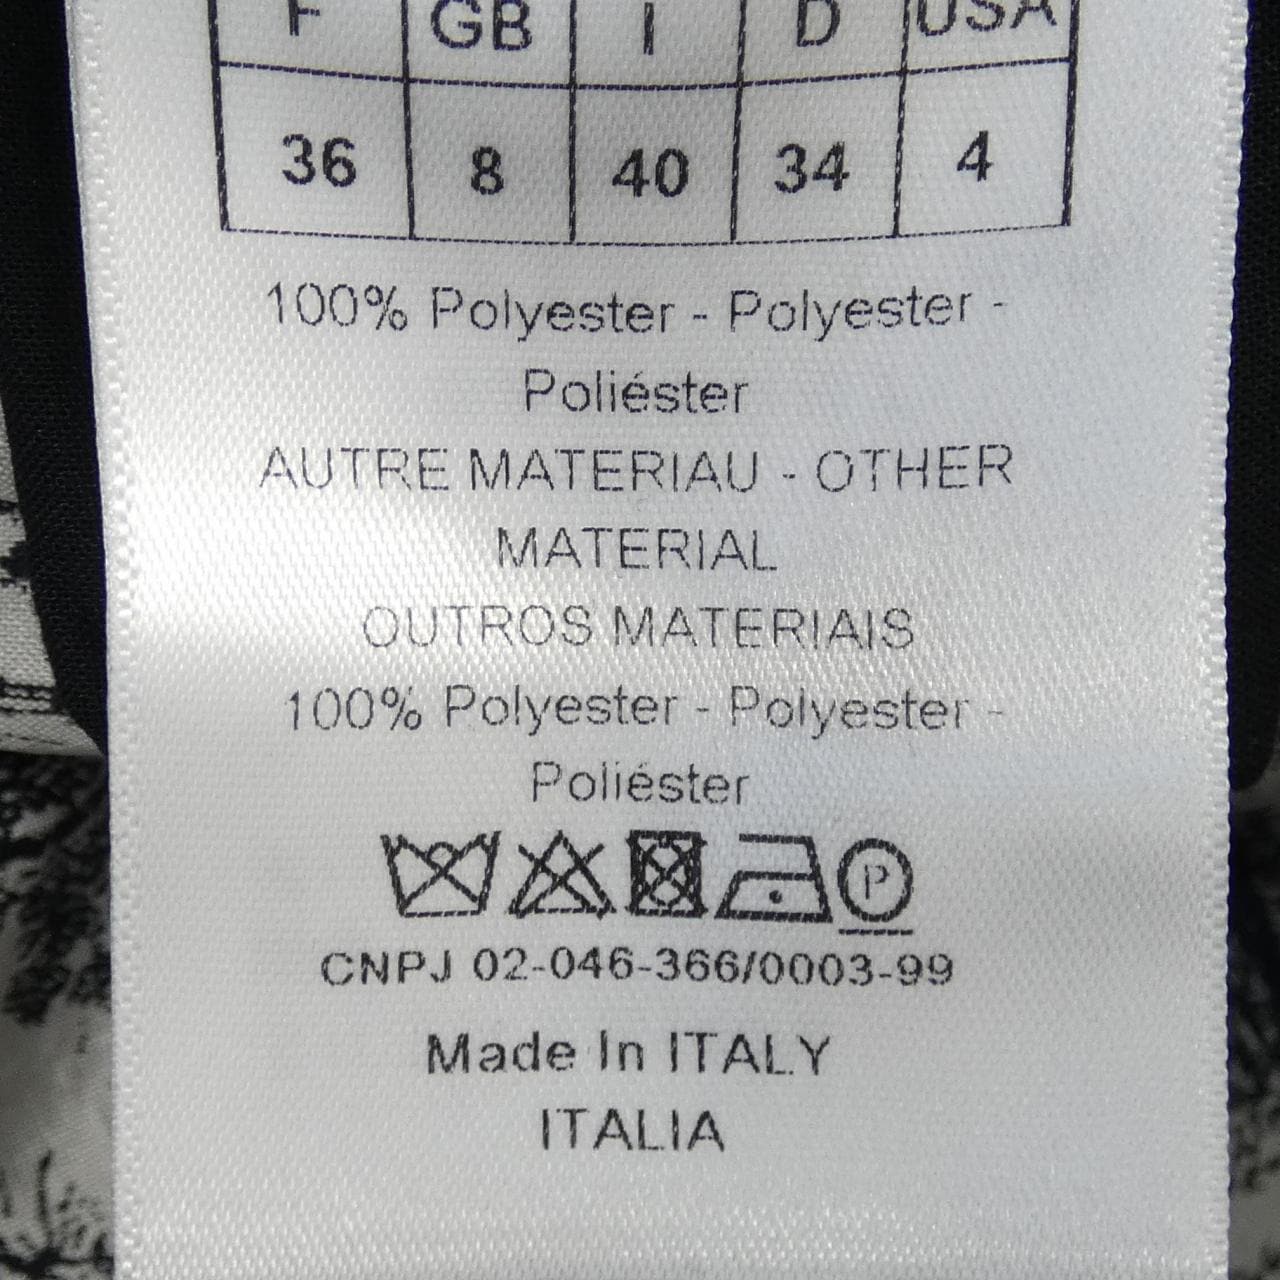 F GB I D USA
36 8 40 34 4
100% Polyester - Polyester -
Poliéster
AUTRE MATERIAU - OTHER
MATERIAL
OUTROS MATERIAIS
100% Polyester - Polyester -
Poliéster
P
CNPJ 02-046-366/0003-99
Made In ITALY
ITALIA